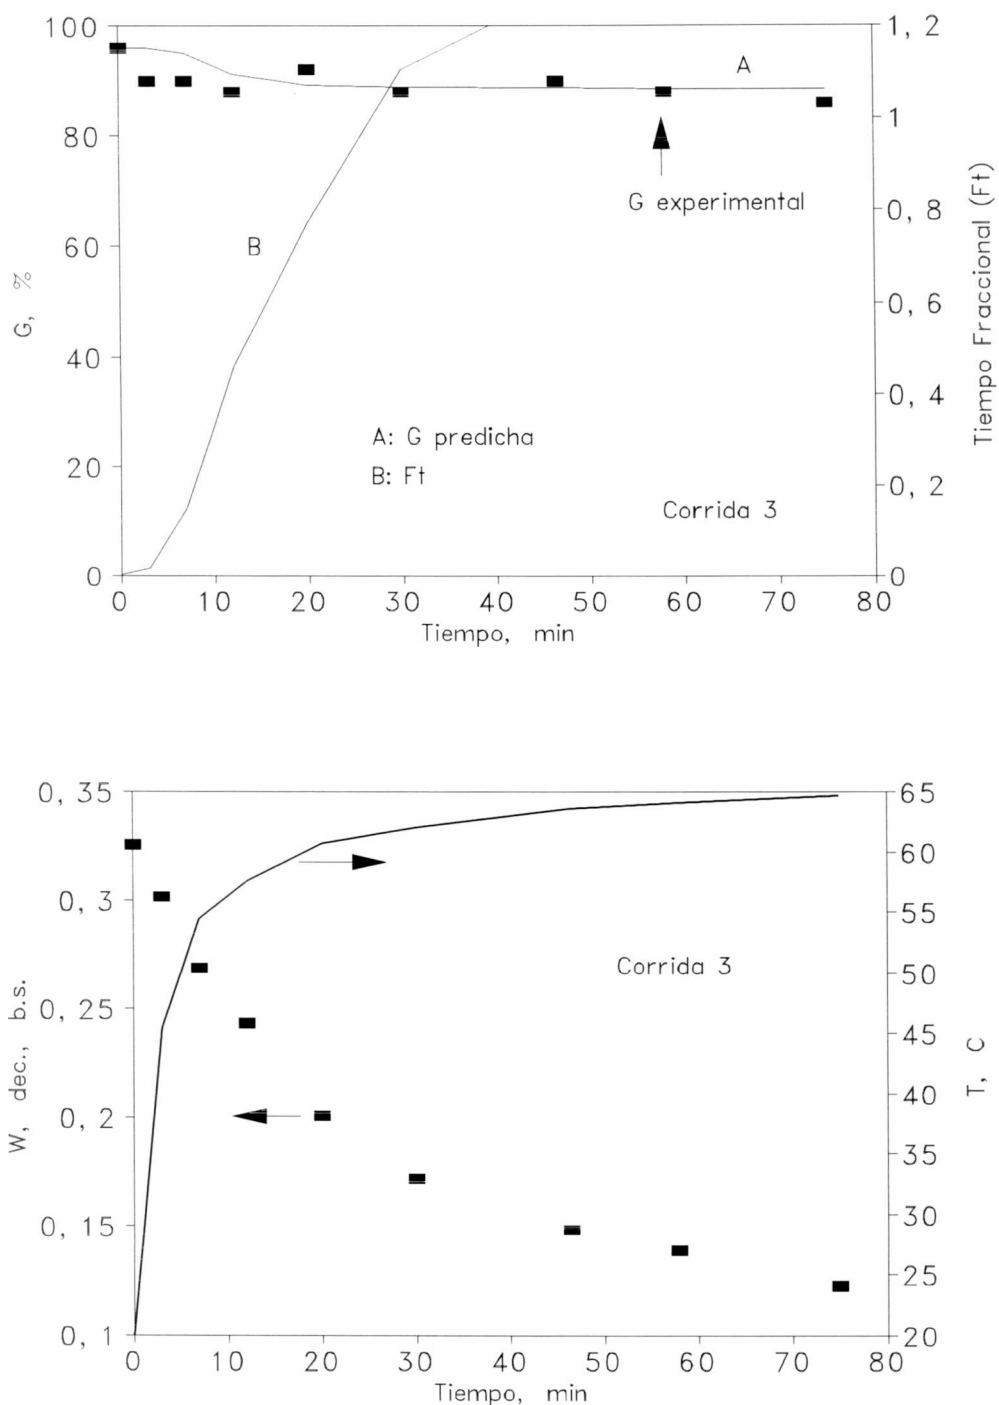 100
80
60
40
20
0
G, %
1, 2
1
0, 8
0, 6
0, 4
0, 2
0
Tiempo Fraccional (Ft)
A
B
G experimental
A: G predicha
B: Ft
Corrida 3
0 10 20 30 40 50 60 70 80
Tiempo, min
0, 35
0, 3
0, 25
0, 2
0, 15
0, 1
W, dec., b.s.
65
60
55
50
45
40
35
30
25
20
T, C
Corrida 3
0 10 20 30 40 50 60 70 80
Tiempo, min